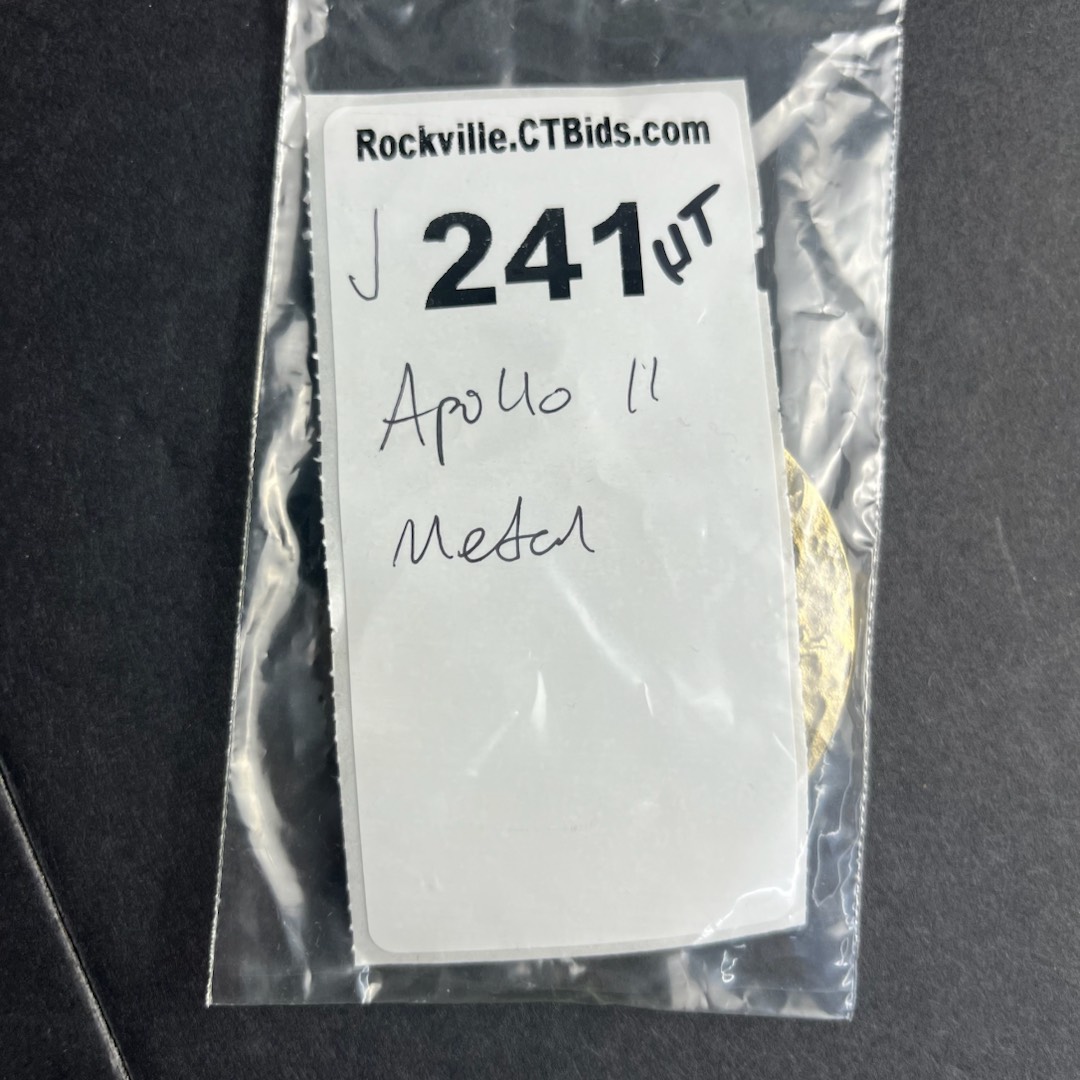 Rockville.CTBids.com
J 241 HT
Apollo 11
Metal